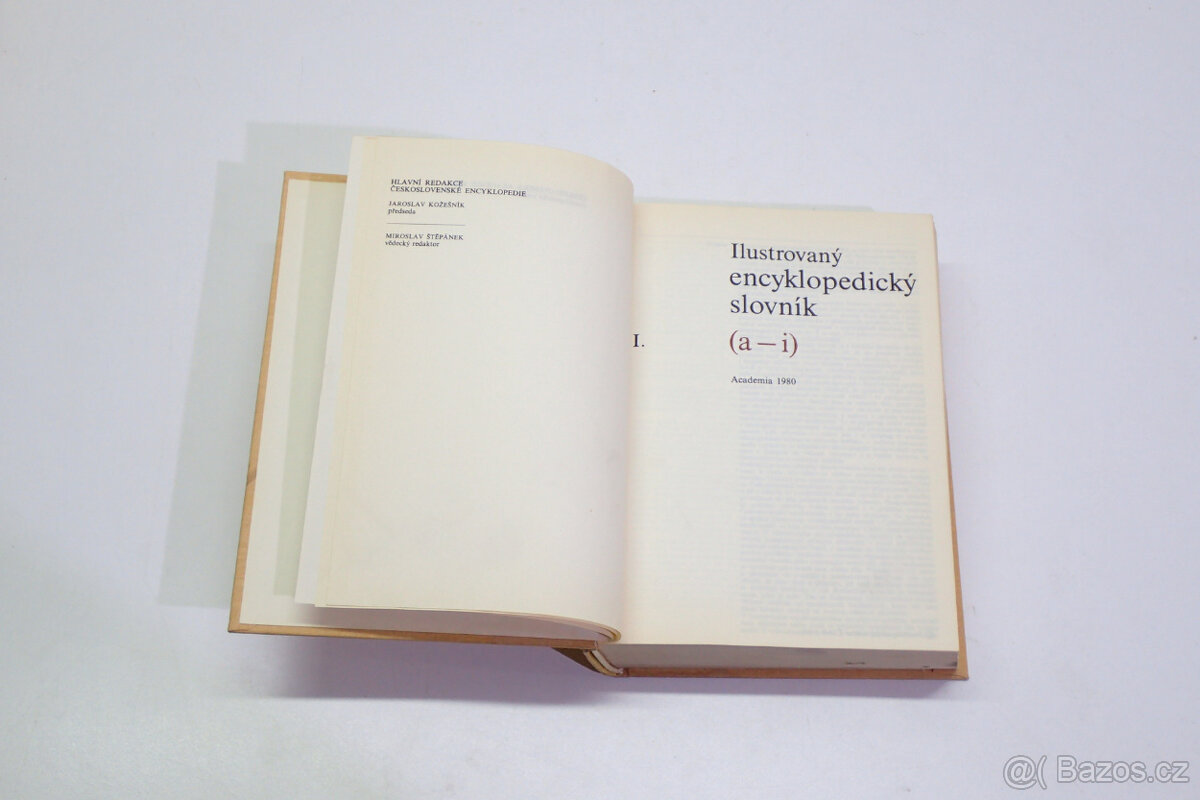 HLAVNÍ REDAKCE
ČESKOSLOVENSKÉ ENCYKLOPEDIE
JAROSLAV KOŽEŠNÍK
předseda
MIROSLAV ŠTĚPÁNEK
vědecký redaktor
I.
Ilustrovaný
encyklopedický
slovník
(a – i)
Academia 1980
@( Bazos.cz